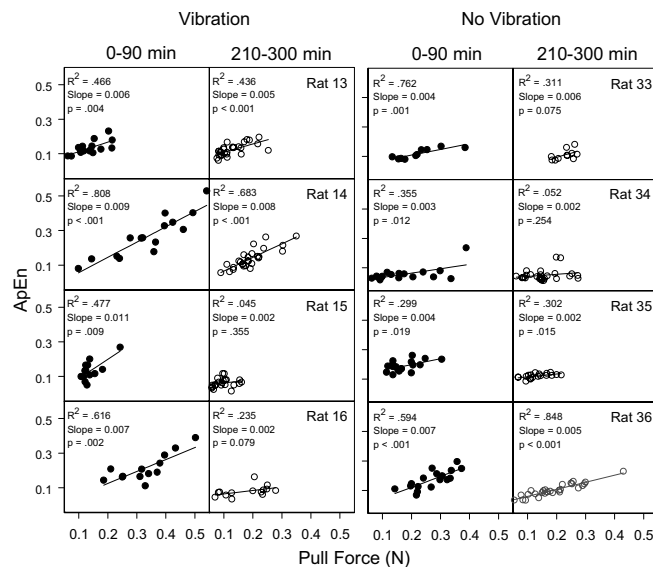 Vibration
No Vibration
0-90 min
210-300 min
0-90 min
210-300 min
ApEn
0.5
0.1
R² = .466
Slope = 0.006
p = .004
R² = .436
Slope = 0.005
p < 0.001
Rat 13
R² = .762
Slope = 0.004
p = .001
R² = .311
Slope = 0.006
p = 0.075
Rat 33
0.5
0.1
R² = .808
Slope = 0.009
p < .001
R² = .683
Slope = 0.008
p < .001
Rat 14
R² = .355
Slope = 0.003
p = .012
R² = .052
Slope = 0.002
p =.254
Rat 34
0.5
0.1
R² = .477
Slope = 0.011
p = .009
R² = .045
Slope = 0.002
p = .355
Rat 15
R² = .299
Slope = 0.004
p = .019
R² = .302
Slope = 0.002
p = .015
Rat 35
0.5
0.1
R² = .616
Slope = 0.007
p = .002
R² = .235
Slope = 0.002
p = 0.079
Rat 16
R² = .594
Slope = 0.007
p < .001
R² = .848
Slope = 0.005
p < 0.001
Rat 36
0.1 0.2 0.3 0.4 0.5 0.1 0.2 0.3 0.4 0.5 0.1 0.2 0.3 0.4 0.5 0.1 0.2 0.3 0.4 0.5
Pull Force (N)